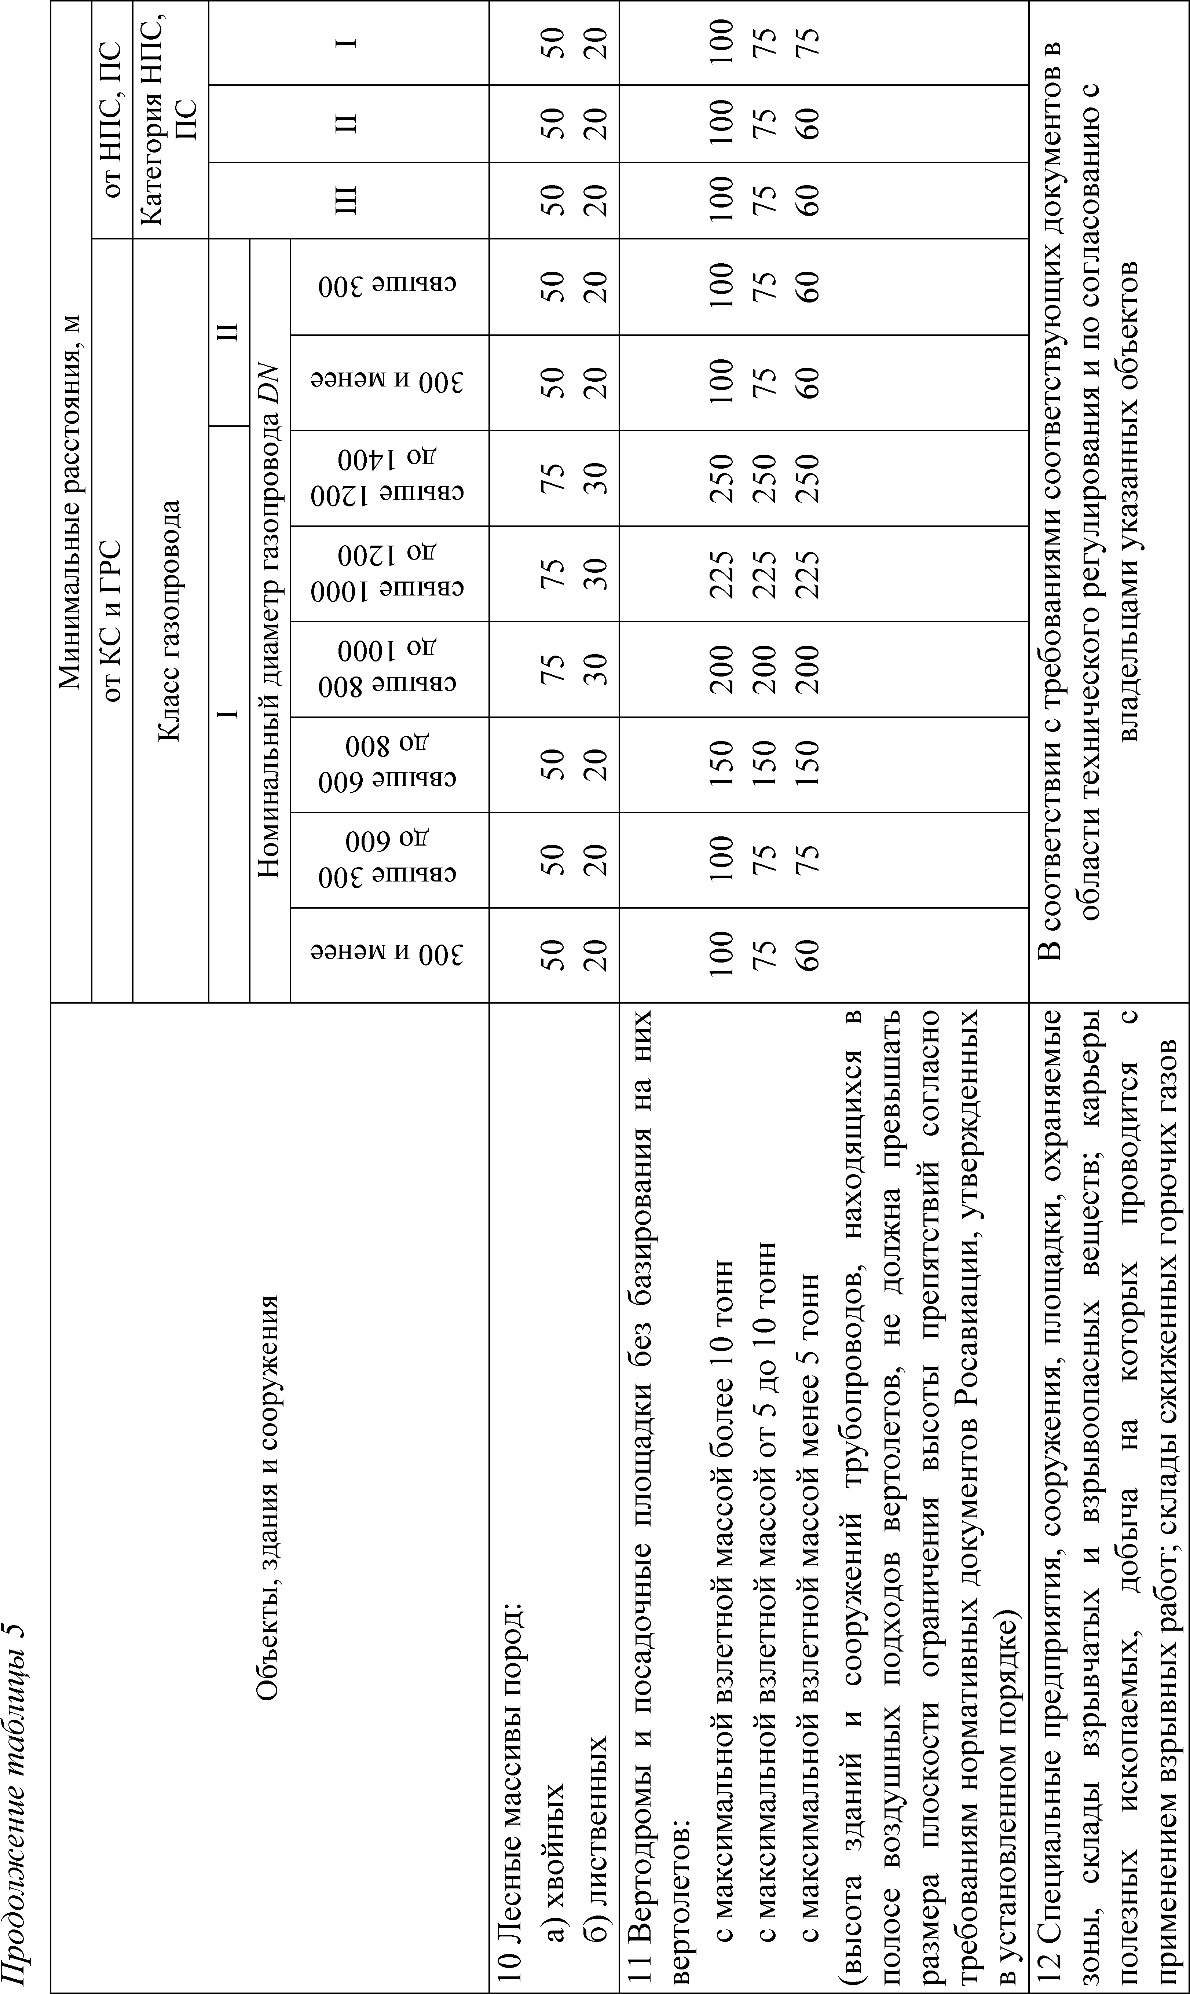 Продолжение таблицы 5
Объекты, здания и сооружения
Минимальные расстояния, м
от КС и ГРС
от НПС, ПС
Класс газопровода
Категория НПС,
ПС
I
II
III
II
I
Номинальный диаметр газопровода DN
300 и менее
свыше 300
до 600
свыше 600
до 800
свыше 800
до 1000
свыше 1000
до 1200
свыше 1200
до 1400
300 и менее
свыше 300
10 Лесные массивы пород:
а) хвойных 50 50 50 75 75 75 50 50 50 50 50
б) лиственных 20 20 20 30 30 30 20 20 20 20 20
11 Вертодромы и посадочные площадки без базирования на них
вертолетов:
с максимальной взлетной массой более 10 тонн 100 100 150 200 225 250 100 100 100 100 100
с максимальной взлетной массой от 5 до 10 тонн 75 75 150 200 225 250 75 75 75 75 75
с максимальной взлетной массой менее 5 тонн 60 75 150 200 225 250 60 60 60 60 75
(высота зданий и сооружений трубопроводов, находящихся в
полосе воздушных подходов вертолетов, не должна превышать
размера плоскости ограничения высоты препятствий согласно
требованиям нормативных документов Росавиации, утвержденных
в установленном порядке)
12 Специальные предприятия, сооружения, площадки, охраняемые
зоны, склады взрывчатых и взрывоопасных веществ; карьеры
полезных ископаемых, добыча на которых проводится с
применением взрывных работ; склады сжиженных горючих газов
В соответствии с требованиями соответствующих документов в
области технического регулирования и по согласованию с
владельцами указанных объектов